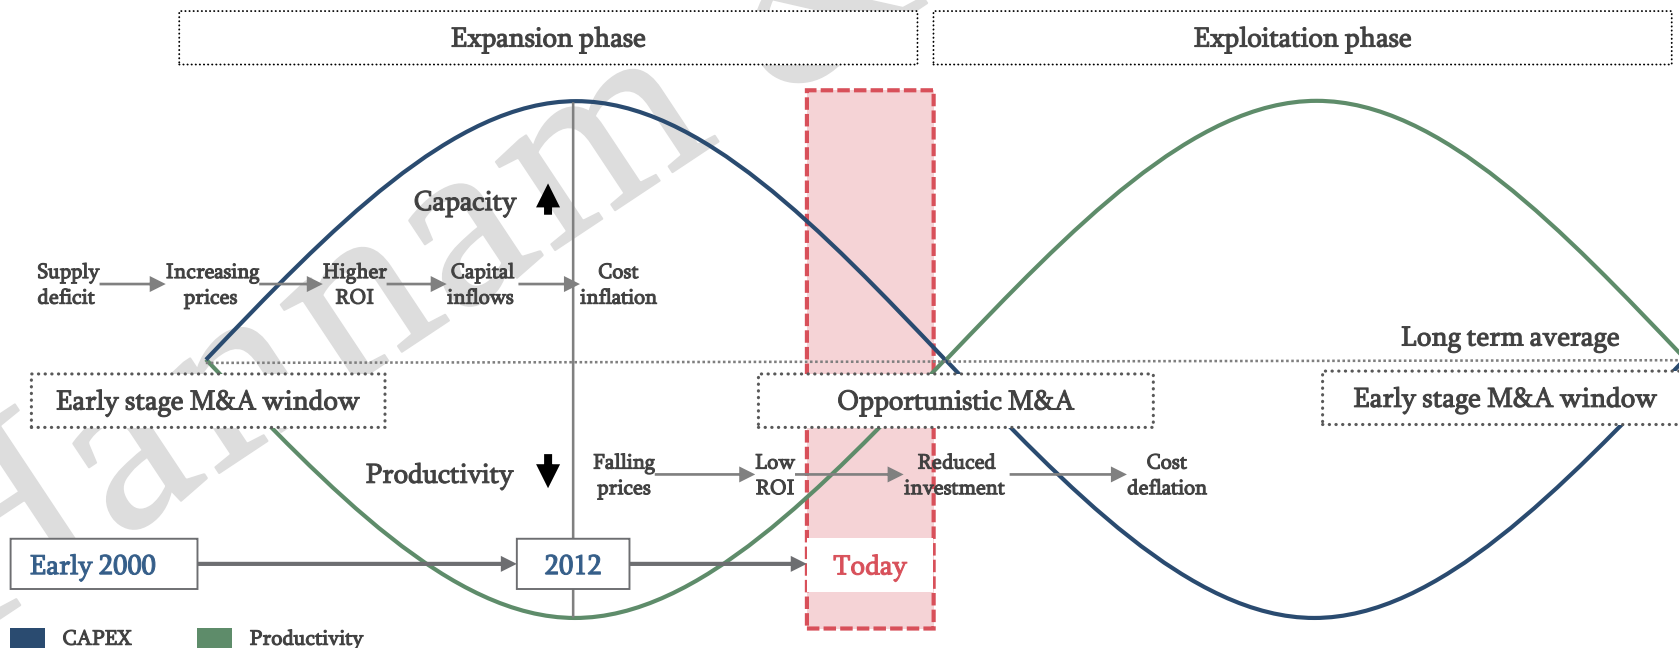 Expansion phase
Exploitation phase
Capacity
Supply
deficit
Increasing
prices
Higher
ROI
Capital
inflows
Cost
inflation
Long term average
Early stage M&A window
Opportunistic M&A
Early stage M&A window
Productivity
Falling
prices
Low
ROI
Reduced
investment
Cost
deflation
Early 2000
2012
Today
CAPEX
Productivity
Hannam